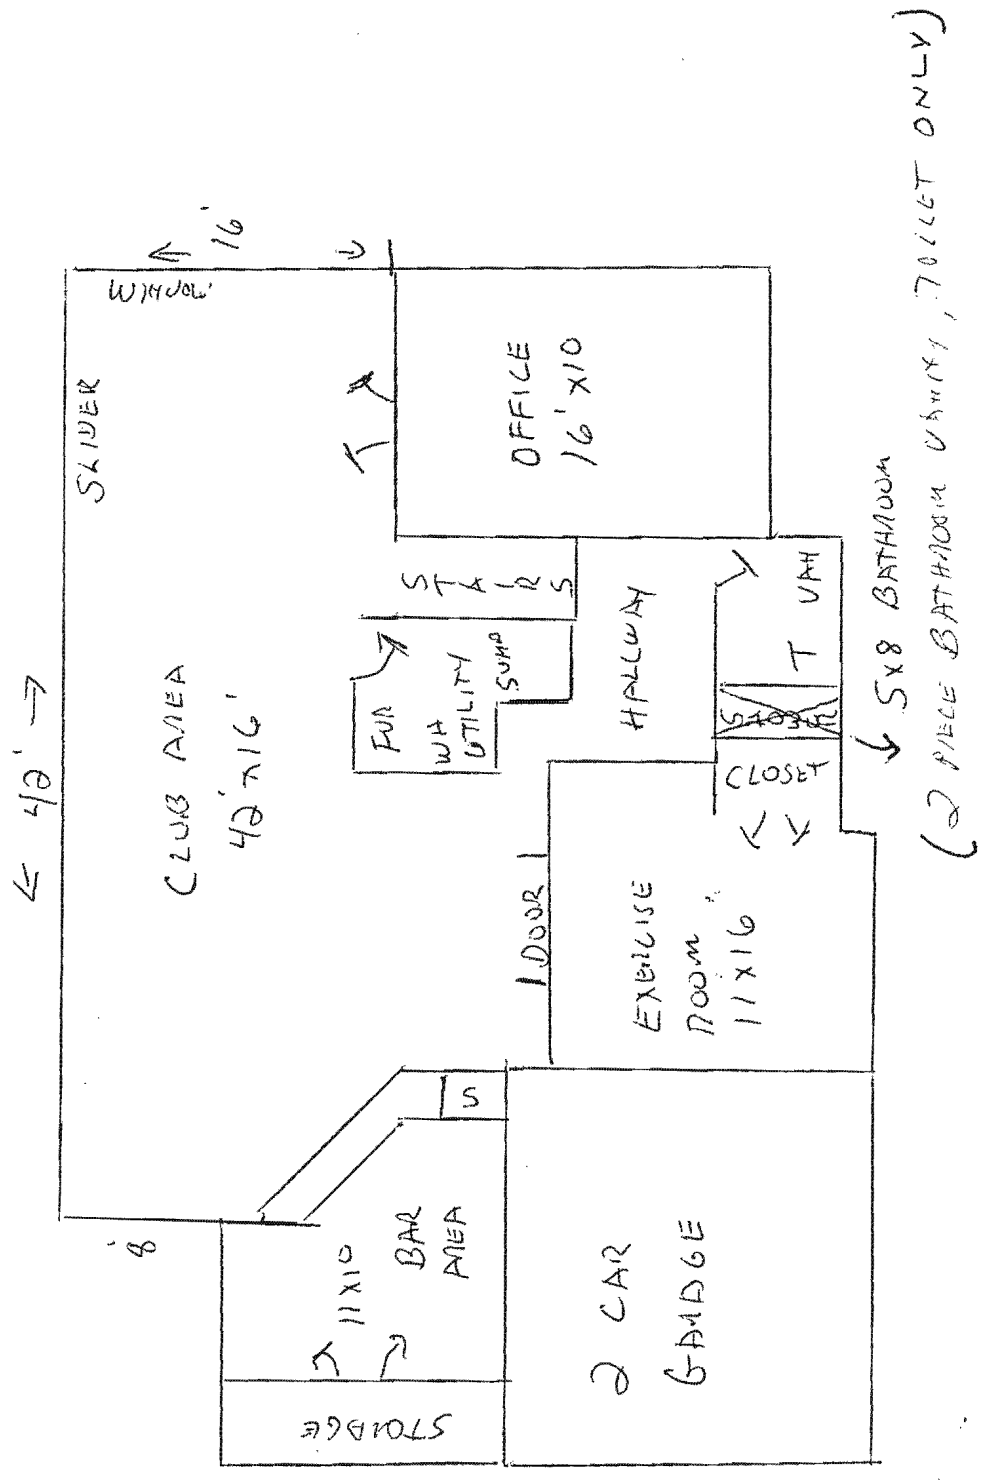 ← 42' →
SLIDER
WINDOW
↑ 16' ↓
CLUB AREA
42' x 16'
8'
11 x 10
BAR
AREA
STORAGE
S
FUR
WH
UTILITY
SUMP
STAIRS
OFFICE
16' x 10
DOOR
HALLWAY
EXERCISE
ROOM
11 x 16
CLOSET
SHOWER
T VAN
2 CAR
GARAGE
5x8 BATHROOM
(2 PIECE BATHROOM VANITY, TOILET ONLY)